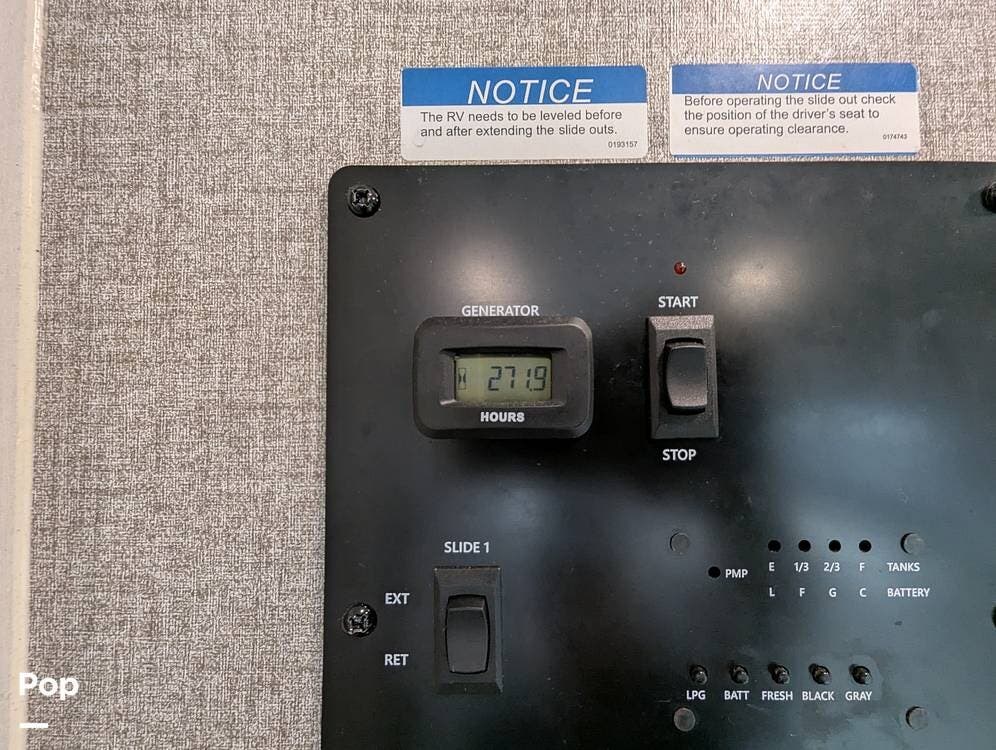 NOTICE
The RV needs to be leveled before
and after extending the slide outs.
0193157
NOTICE
Before operating the slide out check
the position of the driver's seat to
ensure operating clearance.
0174743
GENERATOR
271.9
HOURS
START
STOP
SLIDE 1
EXT
RET
PMP
E 1/3 2/3 F TANKS
L F G C BATTERY
LPG BATT FRESH BLACK GRAY
Pop